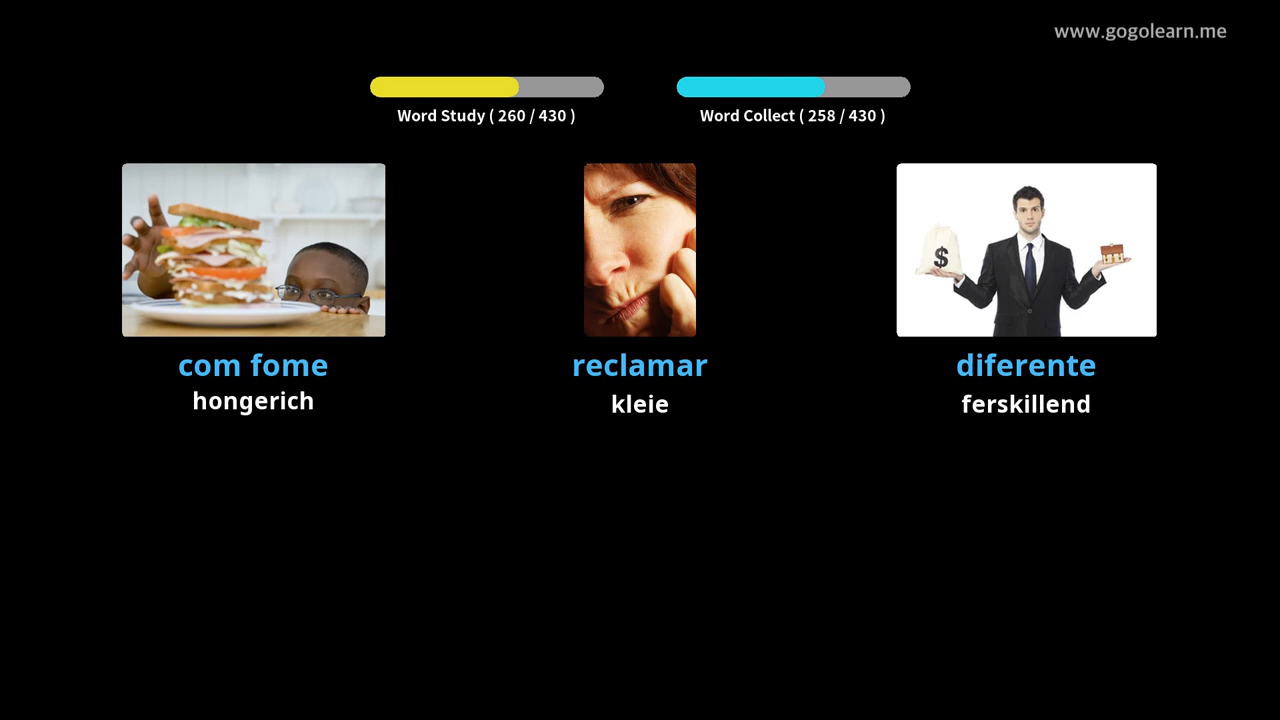 www.gogolearn.me
Word Study ( 260 / 430 )
Word Collect ( 258 / 430 )
$
com fome
reclamar
diferente
hongerich
kleie
ferskillend